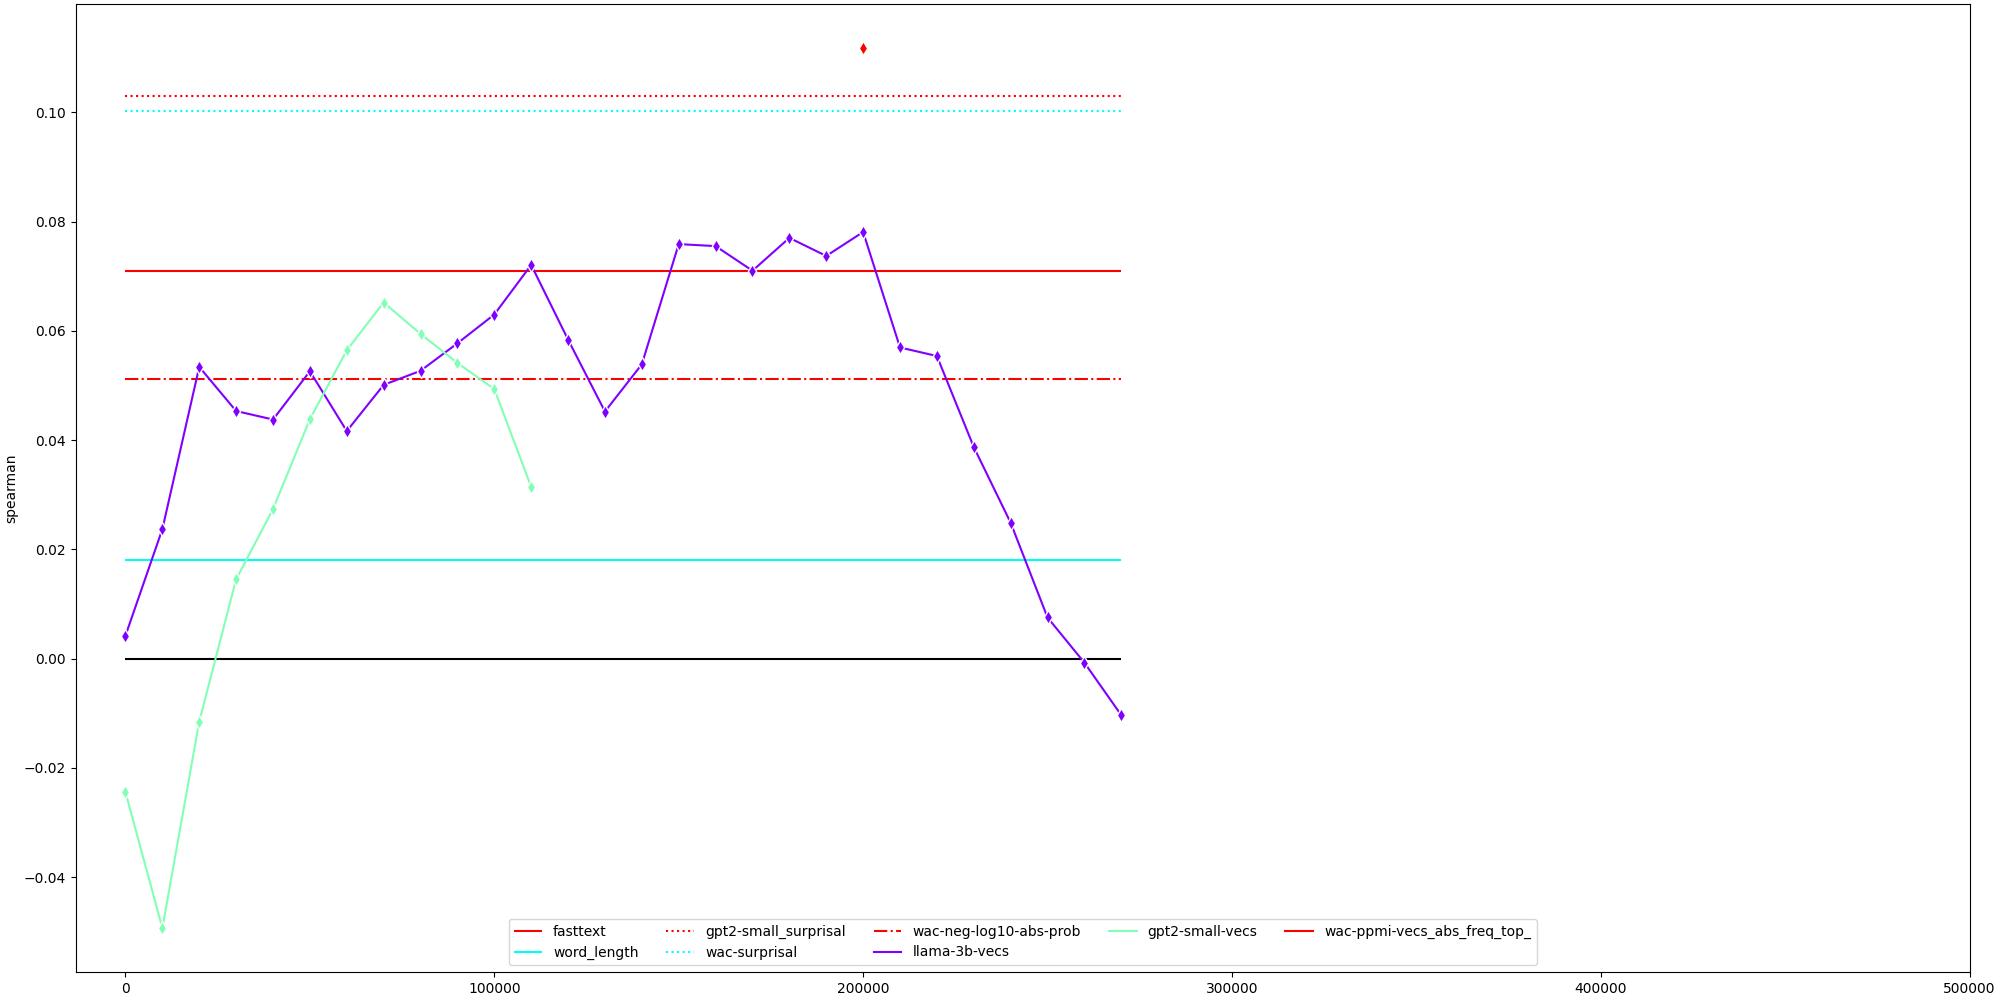 0.10
0.08
0.06
0.04
0.02
0.00
−0.02
−0.04
spearman
0 100000 200000 300000 400000 500000
fasttext gpt2-small_surprisal wac-neg-log10-abs-prob gpt2-small-vecs wac-ppmi-vecs_abs_freq_top_
word_length wac-surprisal llama-3b-vecs